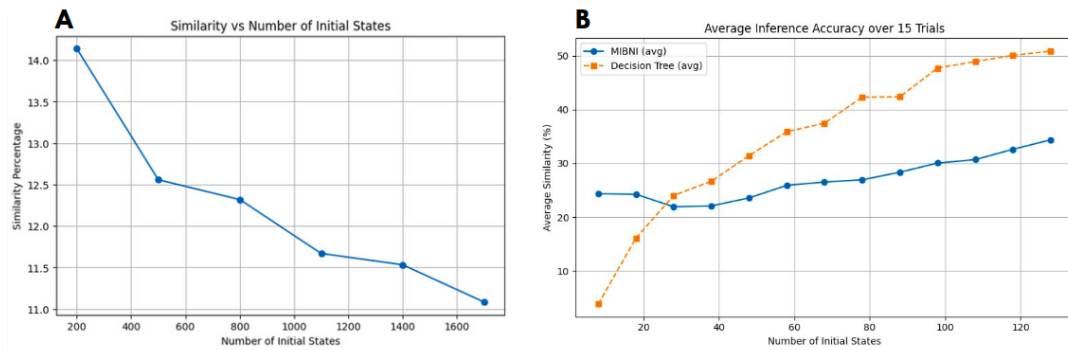 A
Similarity vs Number of Initial States
Similarity Percentage
14.0
13.5
13.0
12.5
12.0
11.5
11.0
200 400 600 800 1000 1200 1400 1600
Number of Initial States
B
Average Inference Accuracy over 15 Trials
MIBNI (avg)
Decision Tree (avg)
Average Similarity (%)
50
40
30
20
10
20 40 60 80 100 120
Number of Initial States